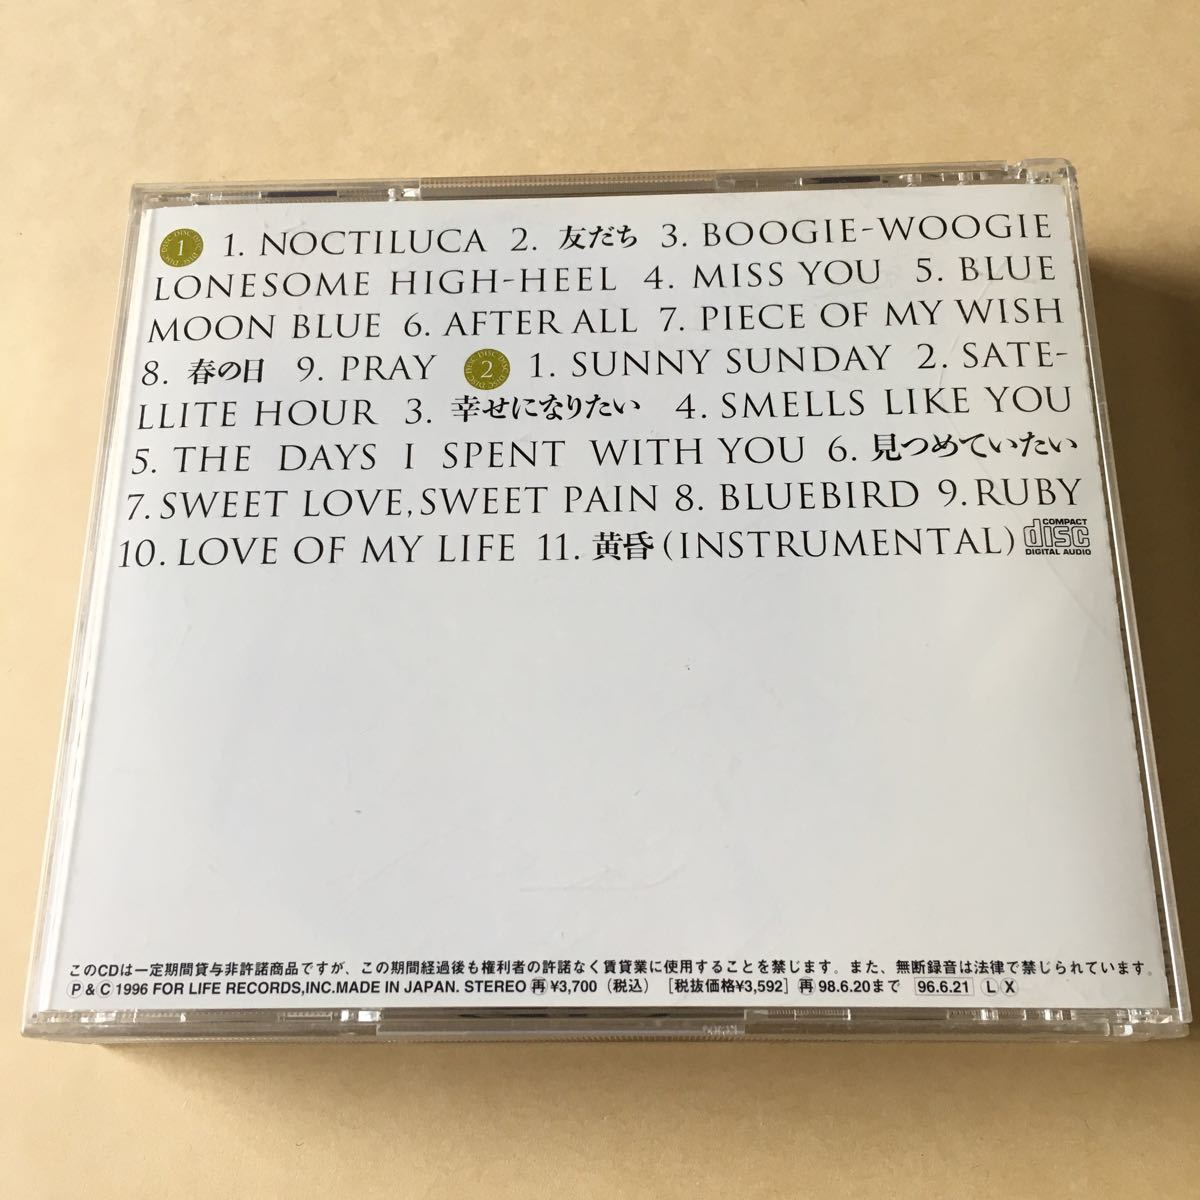 1 1. NOCTILUCA 2. 友だち 3. BOOGIE-WOOGIE
LONESOME HIGH-HEEL 4. MISS YOU 5. BLUE
MOON BLUE 6. AFTER ALL 7. PIECE OF MY WISH
8. 春の日 9. PRAY 2 1. SUNNY SUNDAY 2. SATE-
LLITE HOUR 3. 幸せになりたい 4. SMELLS LIKE YOU
5. THE DAYS I SPENT WITH YOU 6. 見つめていたい
7. SWEET LOVE, SWEET PAIN 8. BLUEBIRD 9. RUBY
10. LOVE OF MY LIFE 11. 黄昏 (INSTRUMENTAL) COMPACT disc DIGITAL AUDIO
このCDは一定期間貸与非許諾商品ですが、この期間経過後も権利者の許諾なく賃貸業に使用することを禁じます。また、無断録音は法律で禁じられています。
Ⓟ & Ⓒ 1996 FOR LIFE RECORDS,INC.MADE IN JAPAN. STEREO 再 ¥3,700 (税込) [税抜価格¥3,592] 再 98.6.20まで 96.6.21 Ⓛ Ⓧ